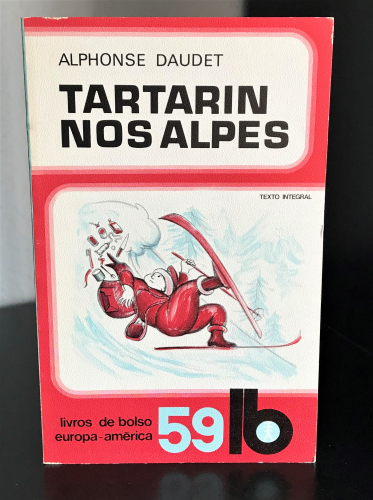 ALPHONSE DAUDET
TARTARIN
NOS ALPES
TEXTO INTEGRAL
livros de bolso
europa-américa
59
lb